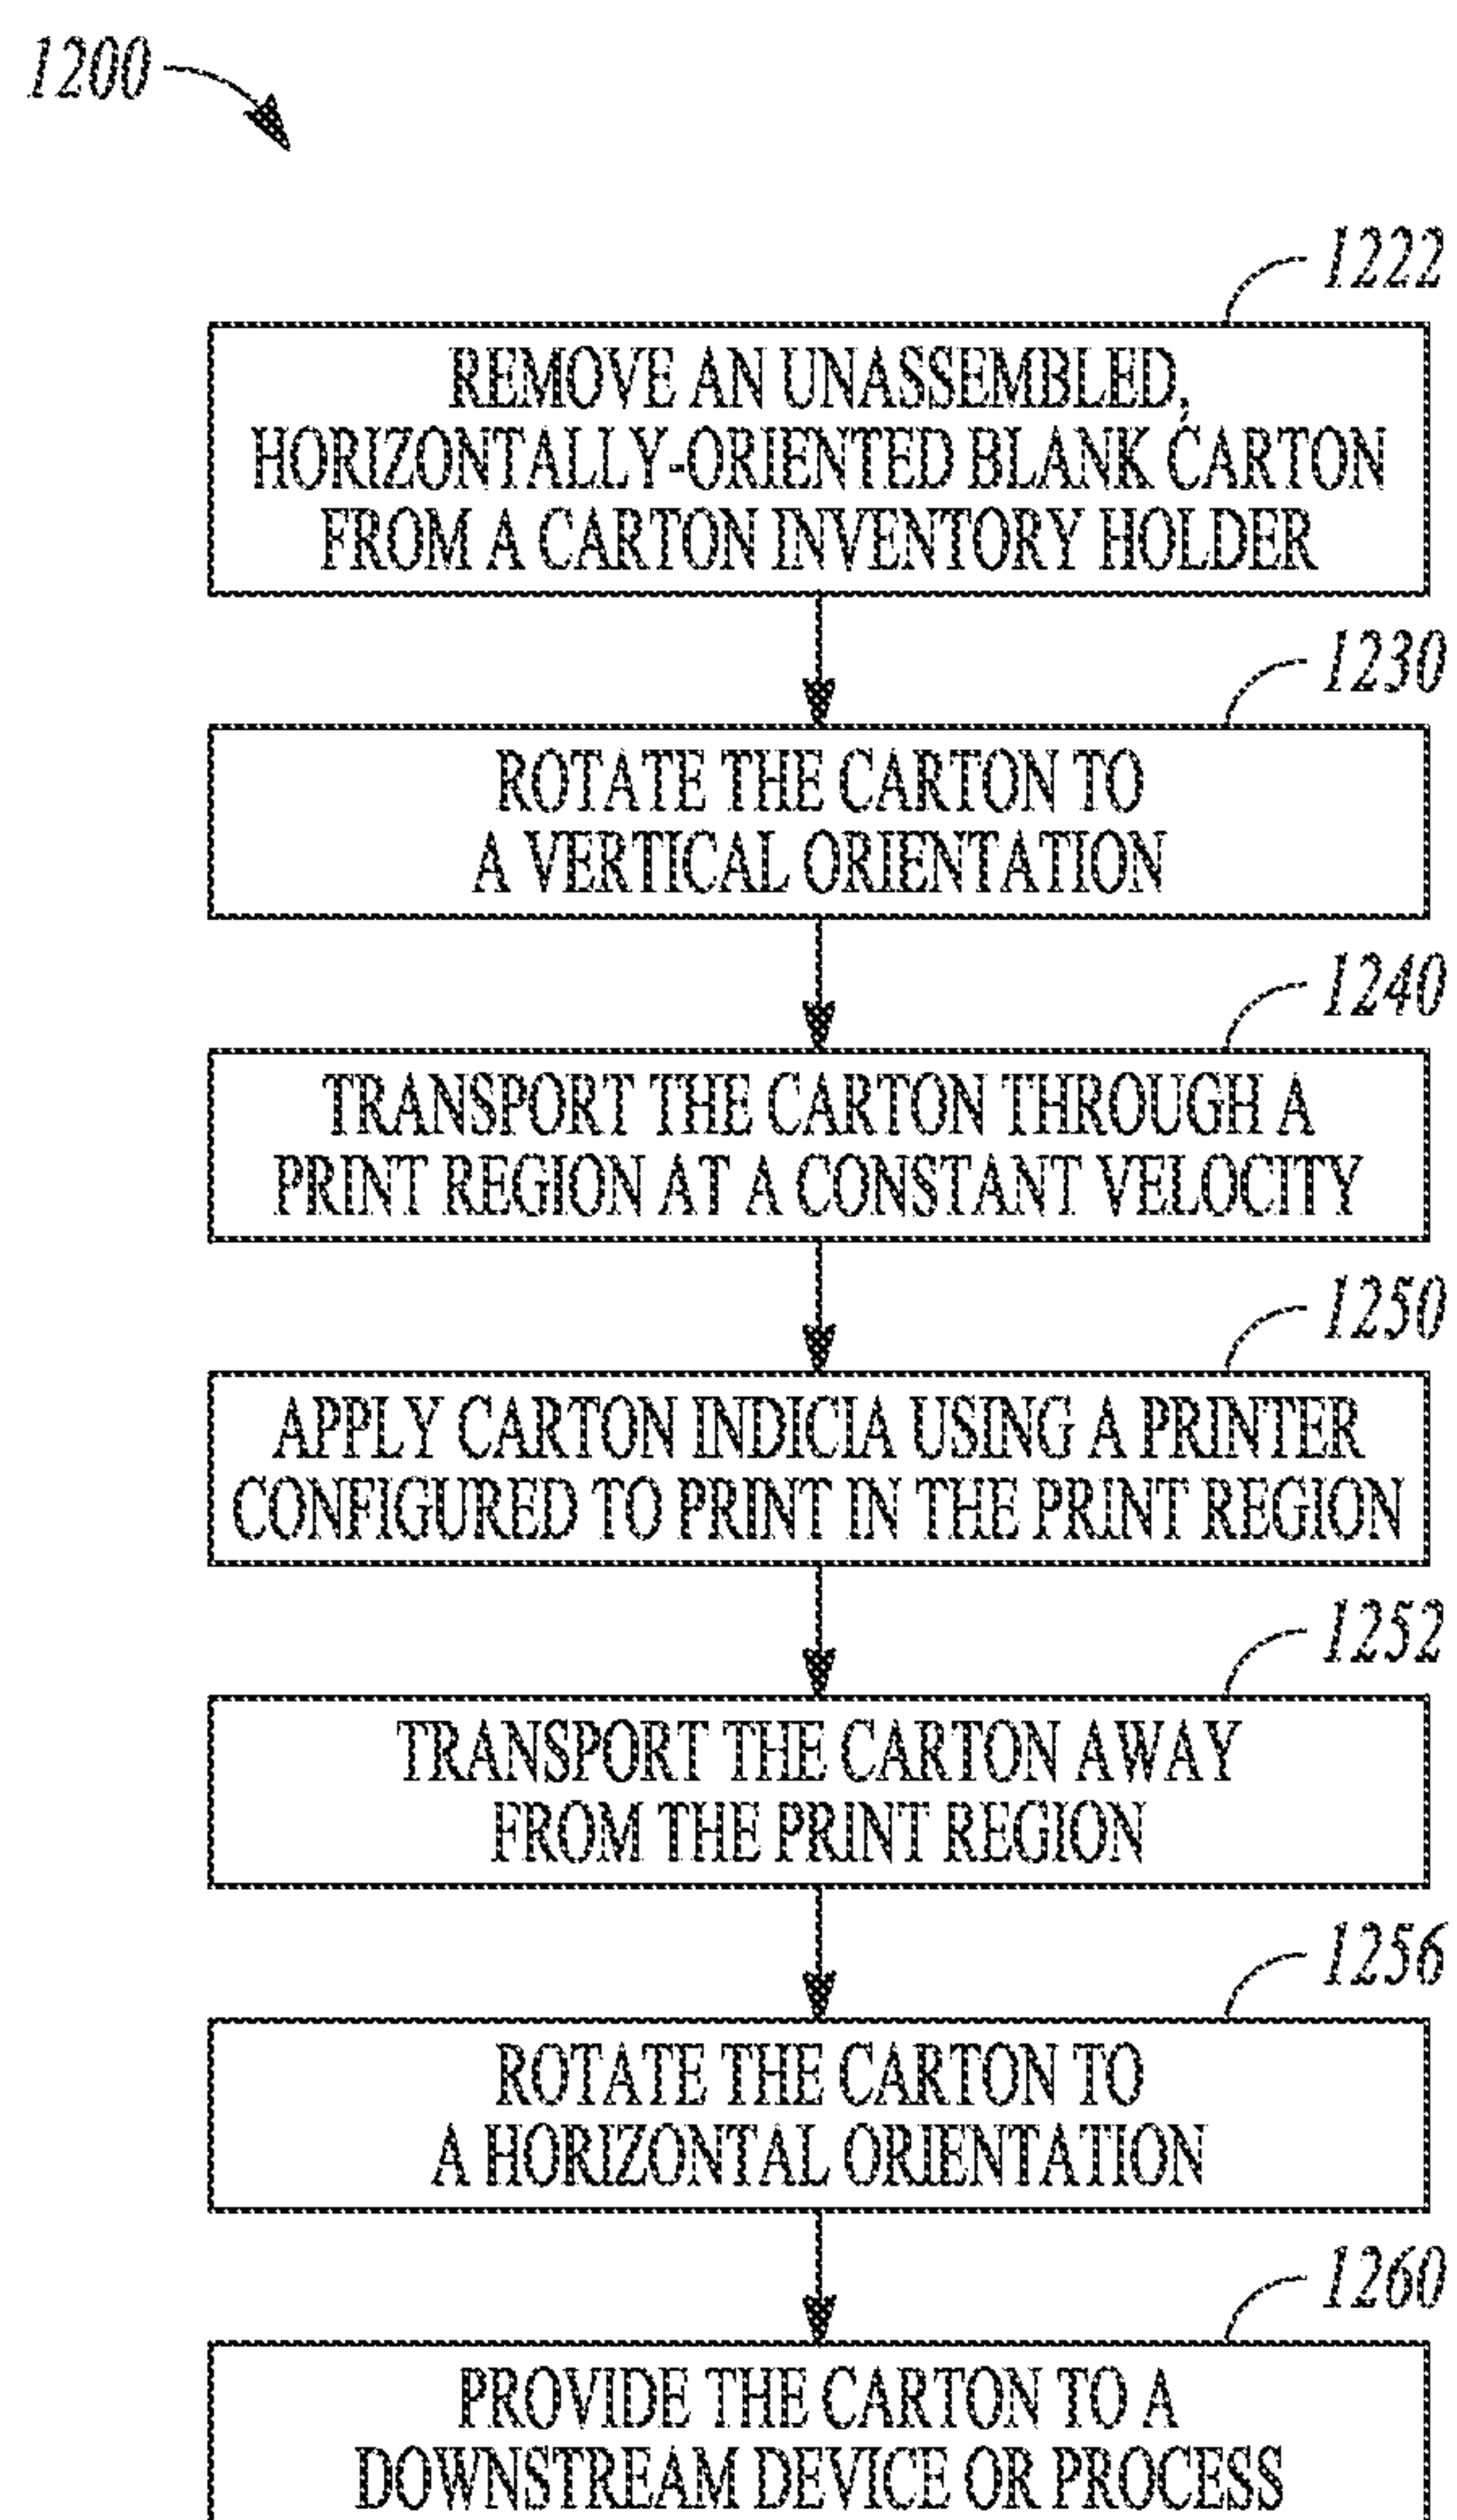 1200
1222
REMOVE AN UNASSEMBLED,
HORIZONTALLY-ORIENTED BLANK CARTON
FROM A CARTON INVENTORY HOLDER
1230
ROTATE THE CARTON TO
A VERTICAL ORIENTATION
1240
TRANSPORT THE CARTON THROUGH A
PRINT REGION AT A CONSTANT VELOCITY
1250
APPLY CARTON INDICIA USING A PRINTER
CONFIGURED TO PRINT IN THE PRINT REGION
1252
TRANSPORT THE CARTON AWAY
FROM THE PRINT REGION
1256
ROTATE THE CARTON TO
A HORIZONTAL ORIENTATION
1260
PROVIDE THE CARTON TO A
DOWNSTREAM DEVICE OR PROCESS